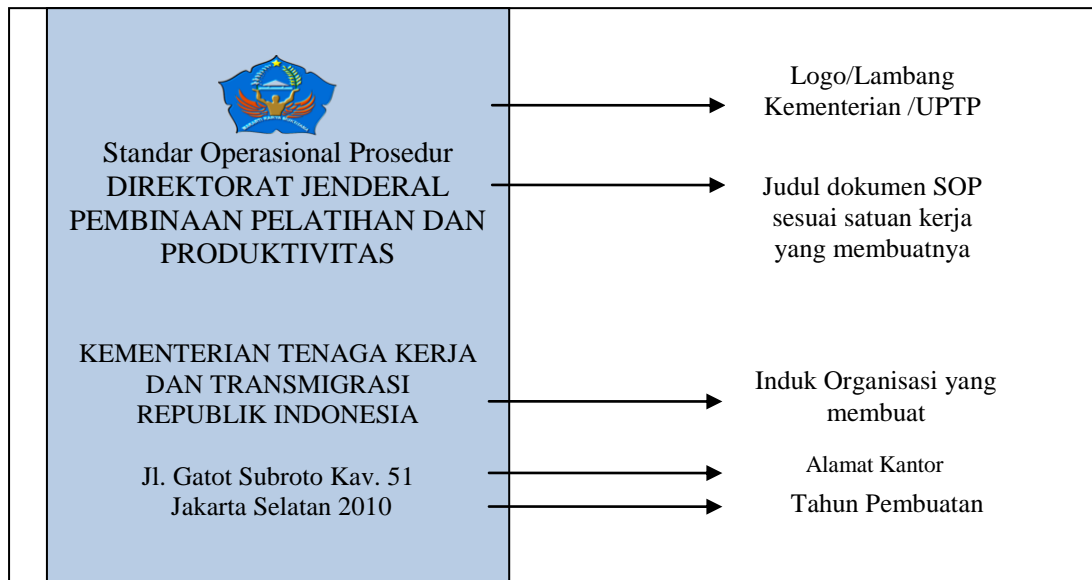 Standar Operasional Prosedur
DIREKTORAT JENDERAL
PEMBINAAN PELATIHAN DAN
PRODUKTIVITAS
KEMENTERIAN TENAGA KERJA
DAN TRANSMIGRASI
REPUBLIK INDONESIA
Jl. Gatot Subroto Kav. 51
Jakarta Selatan 2010
Logo/Lambang
Kementerian /UPTP
Judul dokumen SOP
sesuai satuan kerja
yang membuatnya
Induk Organisasi yang
membuat
Alamat Kantor
Tahun Pembuatan